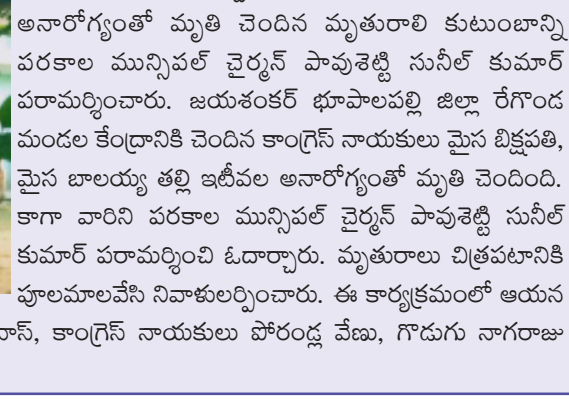 అనారోగ్యంతో మృతి చెందిన మృతురాలి కుటుంబాన్ని
పరకాల మున్సిపల్ చైర్మన్ పావుశెట్టి సునీల్ కుమార్
పరామర్శించారు. జయశంకర్ భూపాలపల్లి జిల్లా రేగొండ
మండల కేంద్రానికి చెందిన కాంగ్రెస్ నాయకులు మైస బిక్షపతి,
మైస బాలయ్య తల్లి ఇటీవల అనారోగ్యంతో మృతి చెందింది.
కాగా వారిని పరకాల మున్సిపల్ చైర్మన్ పావుశెట్టి సునీల్
కుమార్ పరామర్శించి ఓదార్చారు. మృతురాలు చిత్రపటానికి
పూలమాలవేసి నివాళులర్పించారు. ఈ కార్యక్రమంలో ఆయన
కాంగ్రెస్ నాయకులు పోరండ్ల వేణు, గొడుగు నాగరాజు